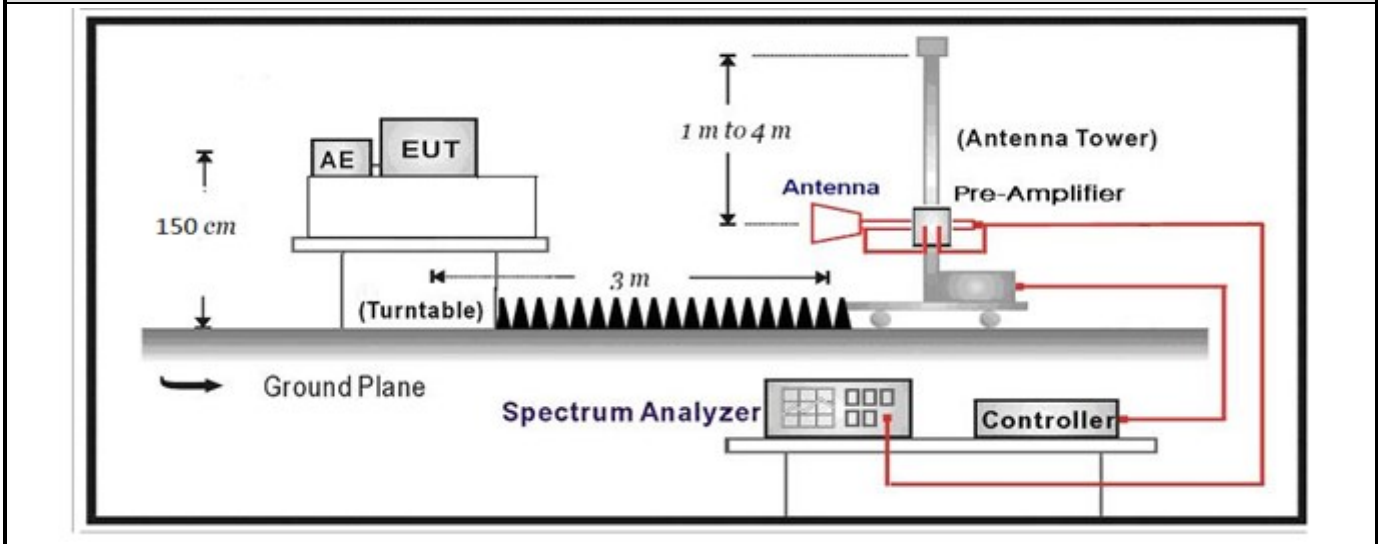 1 m to 4 m
(Antenna Tower)
AE
EUT
Antenna
Pre-Amplifier
150 cm
3 m
(Turntable)
Ground Plane
Spectrum Analyzer
Controller